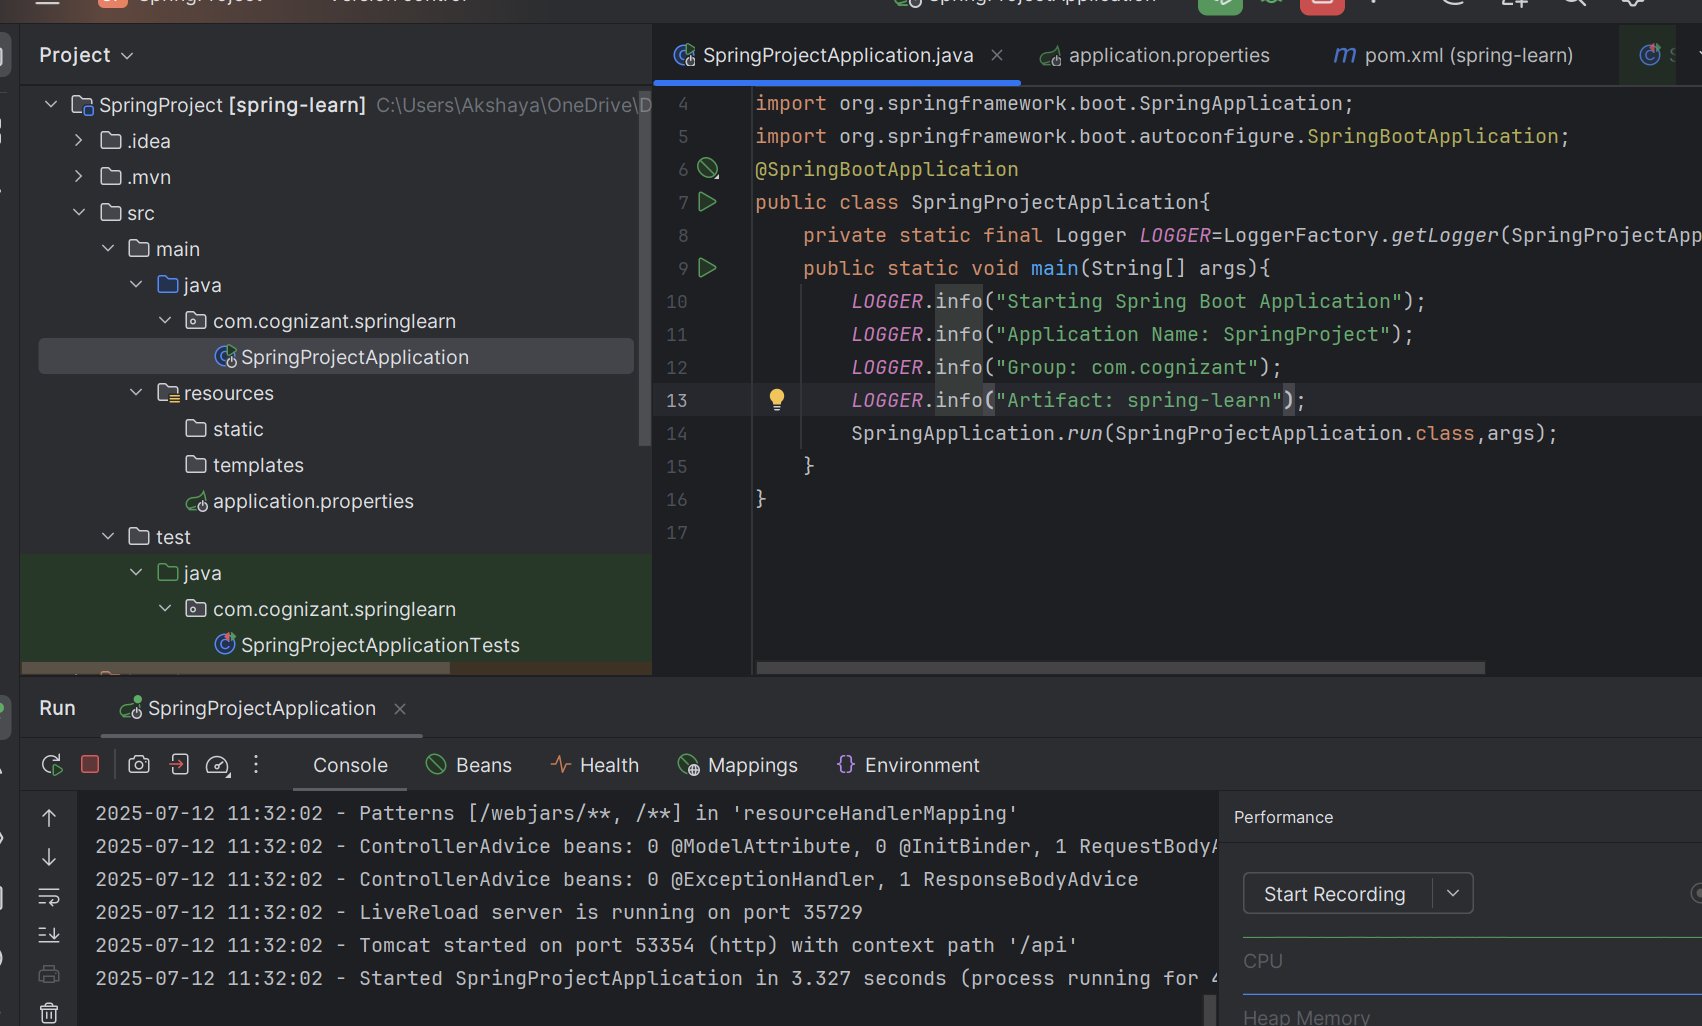 Project
SpringProject [spring-learn] C:\Users\Akshaya\OneDrive\D
.idea
.mvn
src
main
java
com.cognizant.springlearn
SpringProjectApplication
resources
static
templates
application.properties
test
java
com.cognizant.springlearn
SpringProjectApplicationTests
SpringProjectApplication.java
application.properties
m pom.xml (spring-learn)
4 import org.springframework.boot.SpringApplication;
5 import org.springframework.boot.autoconfigure.SpringBootApplication;
6 @SpringBootApplication
7 public class SpringProjectApplication{
8 private static final Logger LOGGER=LoggerFactory.getLogger(SpringProjectApp
9 public static void main(String[] args){
10 LOGGER.info("Starting Spring Boot Application");
11 LOGGER.info("Application Name: SpringProject");
12 LOGGER.info("Group: com.cognizant");
13 LOGGER.info("Artifact: spring-learn");
14 SpringApplication.run(SpringProjectApplication.class,args);
15 }
16 }
17
Run SpringProjectApplication
Console Beans Health Mappings Environment
2025-07-12 11:32:02 - Patterns [/webjars/**, /**] in 'resourceHandlerMapping'
2025-07-12 11:32:02 - ControllerAdvice beans: 0 @ModelAttribute, 0 @InitBinder, 1 RequestBodyA
2025-07-12 11:32:02 - ControllerAdvice beans: 0 @ExceptionHandler, 1 ResponseBodyAdvice
2025-07-12 11:32:02 - LiveReload server is running on port 35729
2025-07-12 11:32:02 - Tomcat started on port 53354 (http) with context path '/api'
2025-07-12 11:32:02 - Started SpringProjectApplication in 3.327 seconds (process running for 4
Performance
Start Recording
CPU
Heap Memory